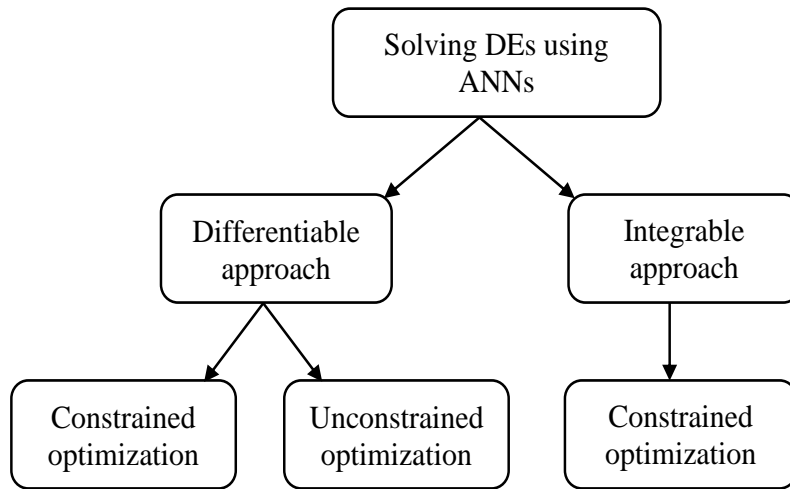 Solving DEs using
ANNs
Differentiable
approach
Integrable
approach
Constrained
optimization
Unconstrained
optimization
Constrained
optimization